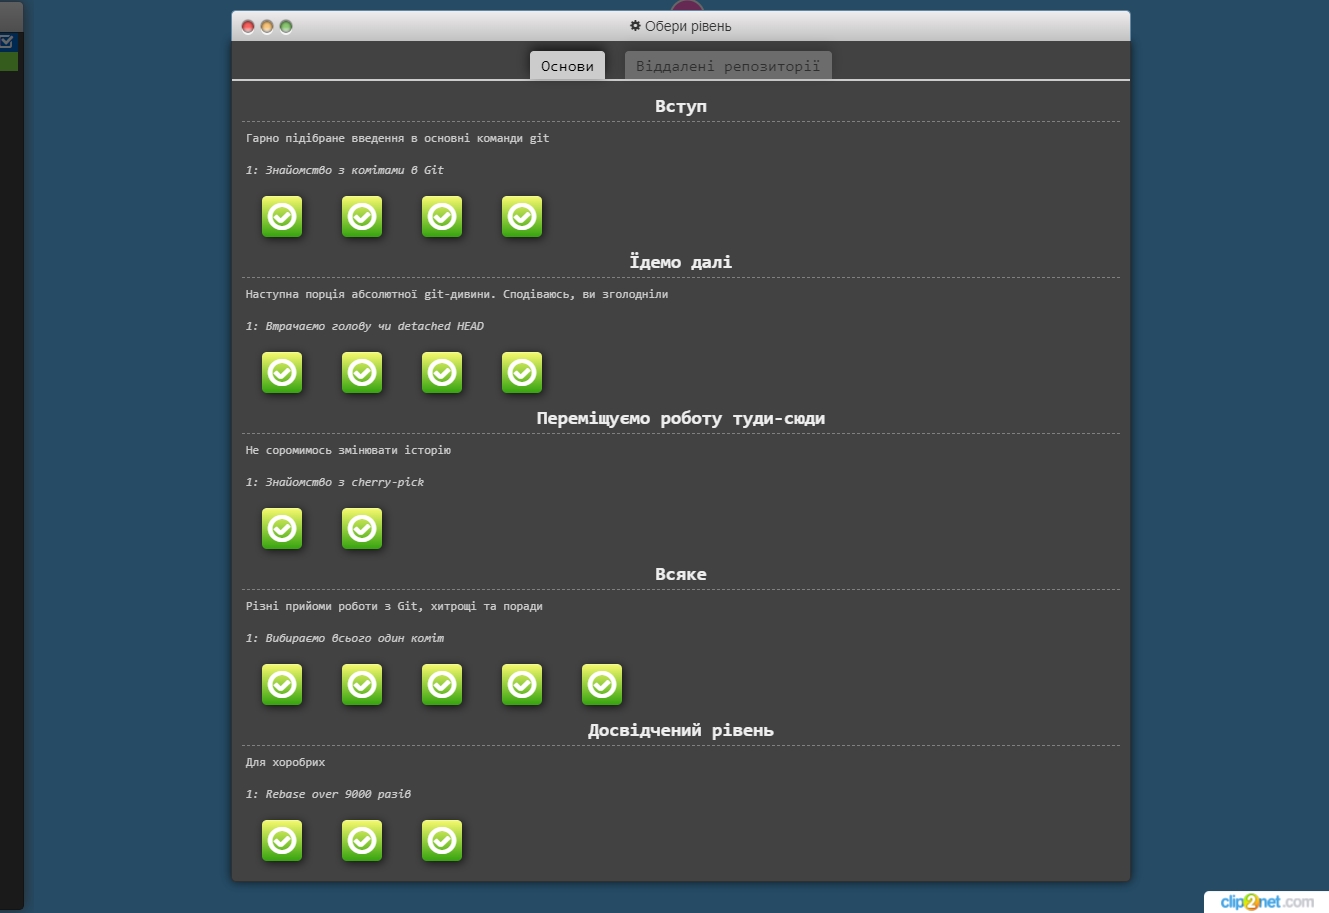 Обери рівень
Основи
Віддалені репозиторії
Вступ
Гарно підібране введення в основні команди git
1: Знайомство з комітами в Git
Їдемо далі
Наступна порція абсолютної git-дивини. Сподіваюсь, ви зголодніли
1: Втрачаємо голову чи detached HEAD
Переміщуємо роботу туди-сюди
Не соромимось змінювати історію
1: Знайомство з cherry-pick
Всяке
Різні прийоми роботи з Git, хитрощі та поради
1: Вибираємо всього один коміт
Досвідчений рівень
Для хоробрих
1: Rebase over 9000 разів
clip2net.com